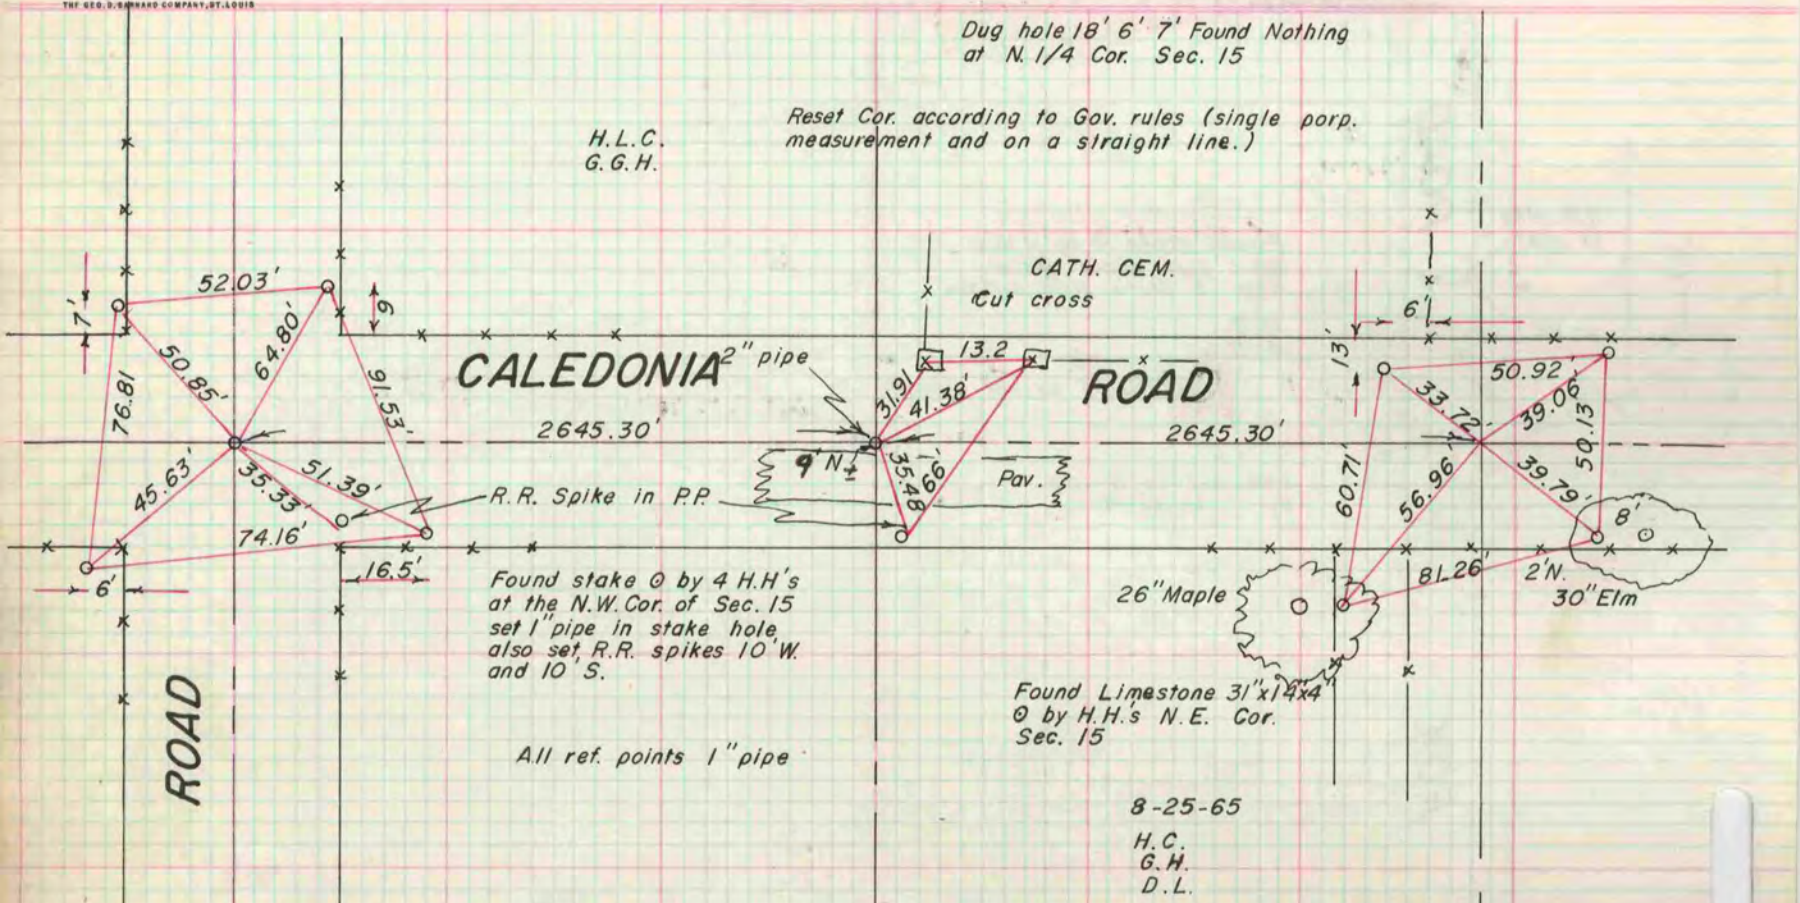 THE GEO. D. BARNARD COMPANY, ST. LOUIS
Dug hole 18' 6' 7' Found Nothing
at N. 1/4 Cor. Sec. 15
Reset Cor. according to Gov. rules (single porp.
measurement and on a straight line.)
H.L.C.
G.G.H.
CATH. CEM.
Cut cross
52.03'
7'
9
64.80'
50.85'
76.81
91.53'
CALEDONIA
2" pipe
13.2
31.91
41.38'
ROAD
6'
13'
50.92'
33.72'
39.06'
50.13
2645.30'
2645.30'
45.63'
35.33'
51.39'
R.R. Spike in P.P.
9' N
35.48
66'
Pav.
60.71'
56.96'
39.79'
8'
74.16'
6'
16.5'
81.26'
2'N.
30" Elm
26" Maple
Found stake ⊙ by 4 H.H's
at the N.W. Cor. of Sec. 15
set 1" pipe in stake hole
also set R.R. spikes 10'W.
and 10'S.
Found Limestone 31"x14"x4"
⊙ by H.H.'s N.E. Cor.
Sec. 15
ROAD
All ref. points 1" pipe
8-25-65
H.C.
G.H.
D.L.